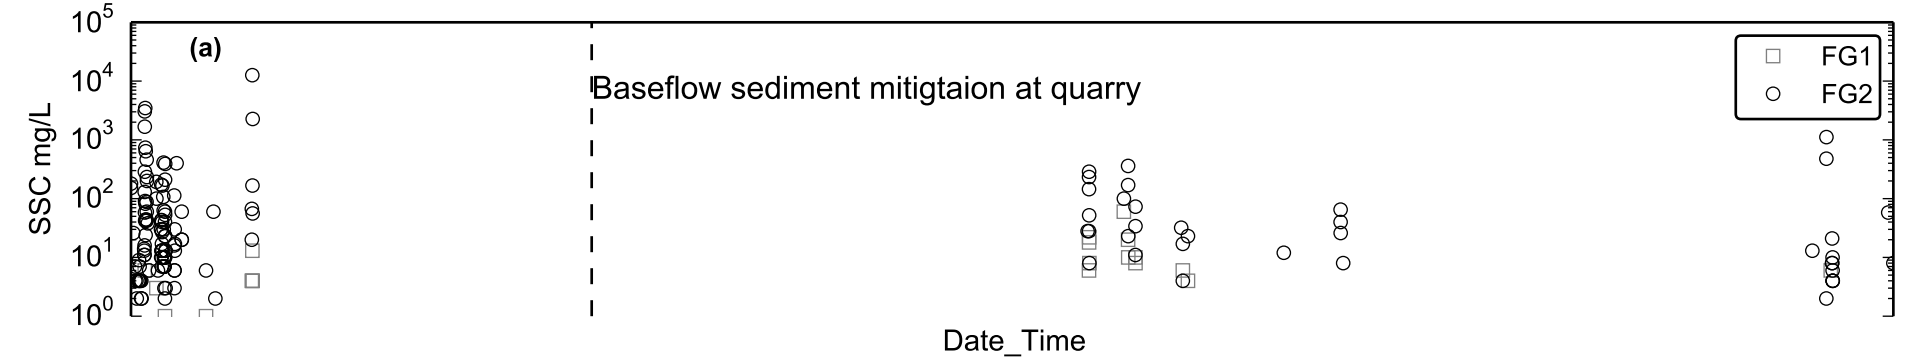 (a)
SSC mg/L
10^5
10^4
10^3
10^2
10^1
10^0
Baseflow sediment mitigtaion at quarry
FG1
FG2
Date_Time